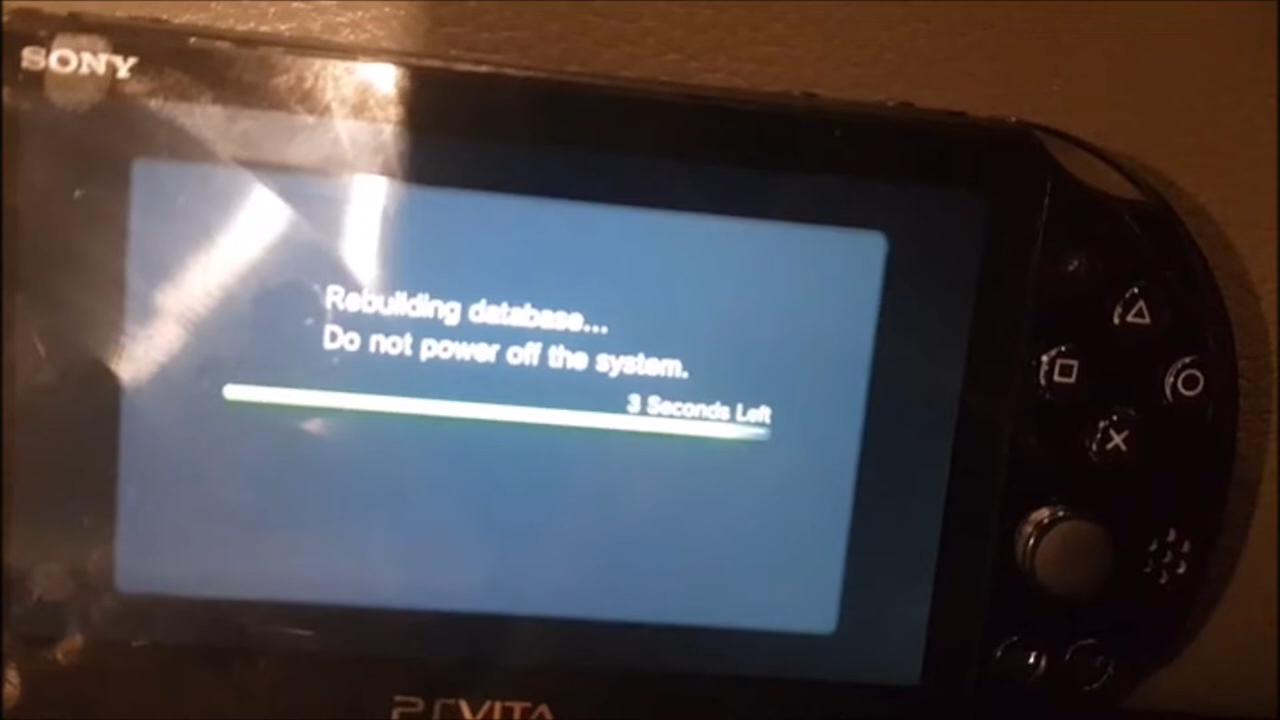 SONY
Rebuilding database...
Do not power off the system.
3 Seconds Left
PSVITA